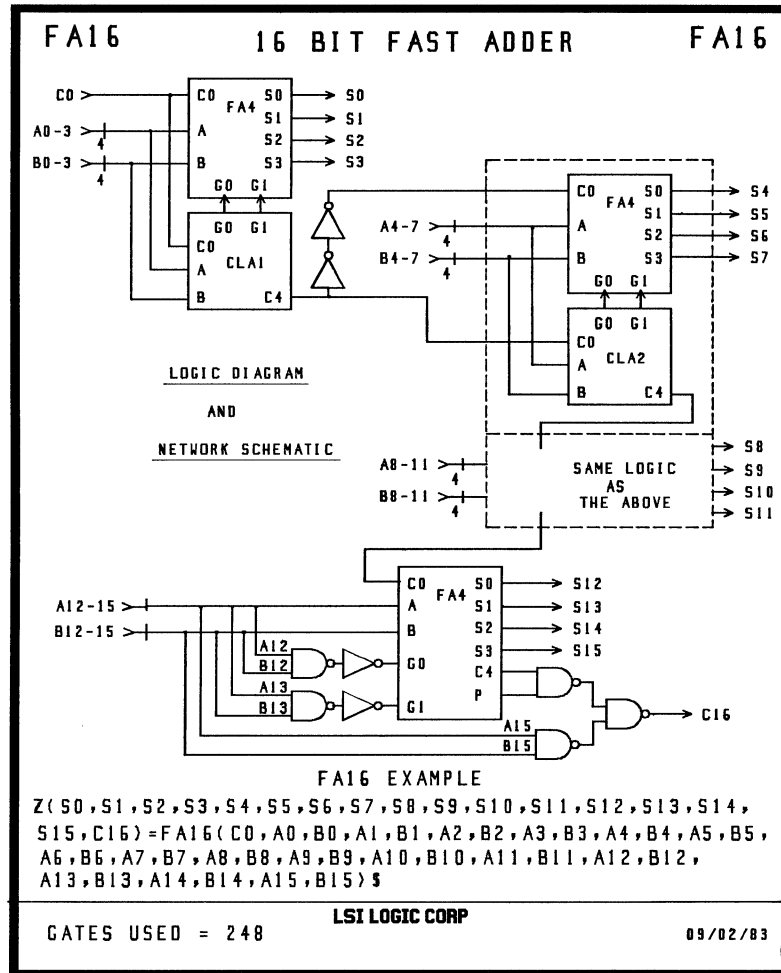 FA16 16 BIT FAST ADDER FA16
C0
A0-3
4
B0-3
4
C0 S0
FA4
A S1
S2
B S3
G0 G1
S0
S1
S2
S3
G0 G1
C0
CLA1
A
B C4
A4-7
4
B4-7
4
C0 S0
FA4
A S1
S2
B S3
G0 G1
S4
S5
S6
S7
G0 G1
C0
CLA2
A
B C4
LOGIC DIAGRAM
AND
NETWORK SCHEMATIC
A8-11
4
B8-11
4
SAME LOGIC
AS
THE ABOVE
S8
S9
S10
S11
A12-15
B12-15
A12
B12
A13
B13
C0 S0
FA4
A S1
B S2
S3
G0 C4
P
G1
S12
S13
S14
S15
A15
B15
C16
FA16 EXAMPLE
Z(S0,S1,S2,S3,S4,S5,S6,S7,S8,S9,S10,S11,S12,S13,S14,
S15,C16)=FA16(C0,A0,B0,A1,B1,A2,B2,A3,B3,A4,B4,A5,B5,
A6,B6,A7,B7,A8,B8,A9,B9,A10,B10,A11,B11,A12,B12,
A13,B13,A14,B14,A15,B15)$
LSI LOGIC CORP
GATES USED = 248 09/02/83